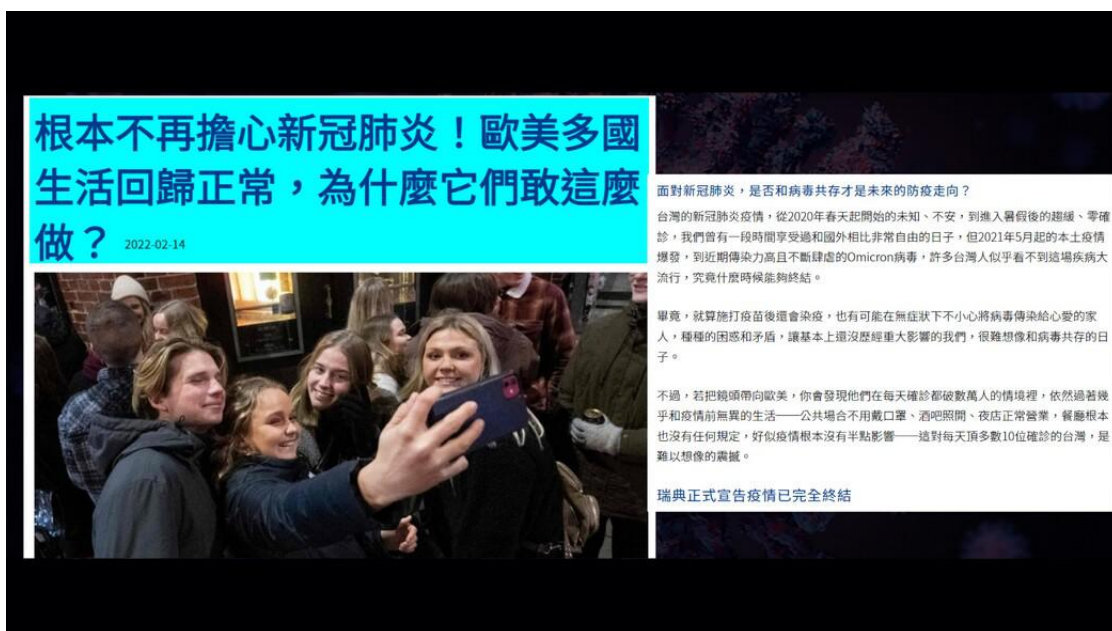 根本不再擔心新冠肺炎！歐美多國
生活回歸正常，為什麼它們敢這麼
做？ 2022-02-14
面對新冠肺炎，是否和病毒共存才是未來的防疫走向？
台灣的新冠肺炎疫情，從2020年春天起開始的未知、不安，到進入暑假後的趨緩、零確
診，我們曾有一段時間享受過和國外相比非常自由的日子，但2021年5月起的本土疫情
爆發，到近期傳染力高且不斷肆虐的Omicron病毒，許多台灣人似乎看不到這場疾病大
流行，究竟什麼時候能夠終結。
畢竟，就算施打疫苗後還會染疫，也有可能在無症狀下不小心將病毒傳染給心愛的家
人，種種的困惑和矛盾，讓基本上還沒歷經重大影響的我們，很難想像和病毒共存的日
子。
不過，若把鏡頭帶向歐美，你會發現他們在每天確診都破數萬人的情境裡，依然過著幾
乎和疫情前無異的生活——公共場合不用戴口罩、酒吧照開、夜店正常營業，餐廳根本
也沒有任何規定，好似疫情根本沒有半點影響——這對每天頂多數10位確診的台灣，是
難以想像的震撼。
瑞典正式宣告疫情已完全終結